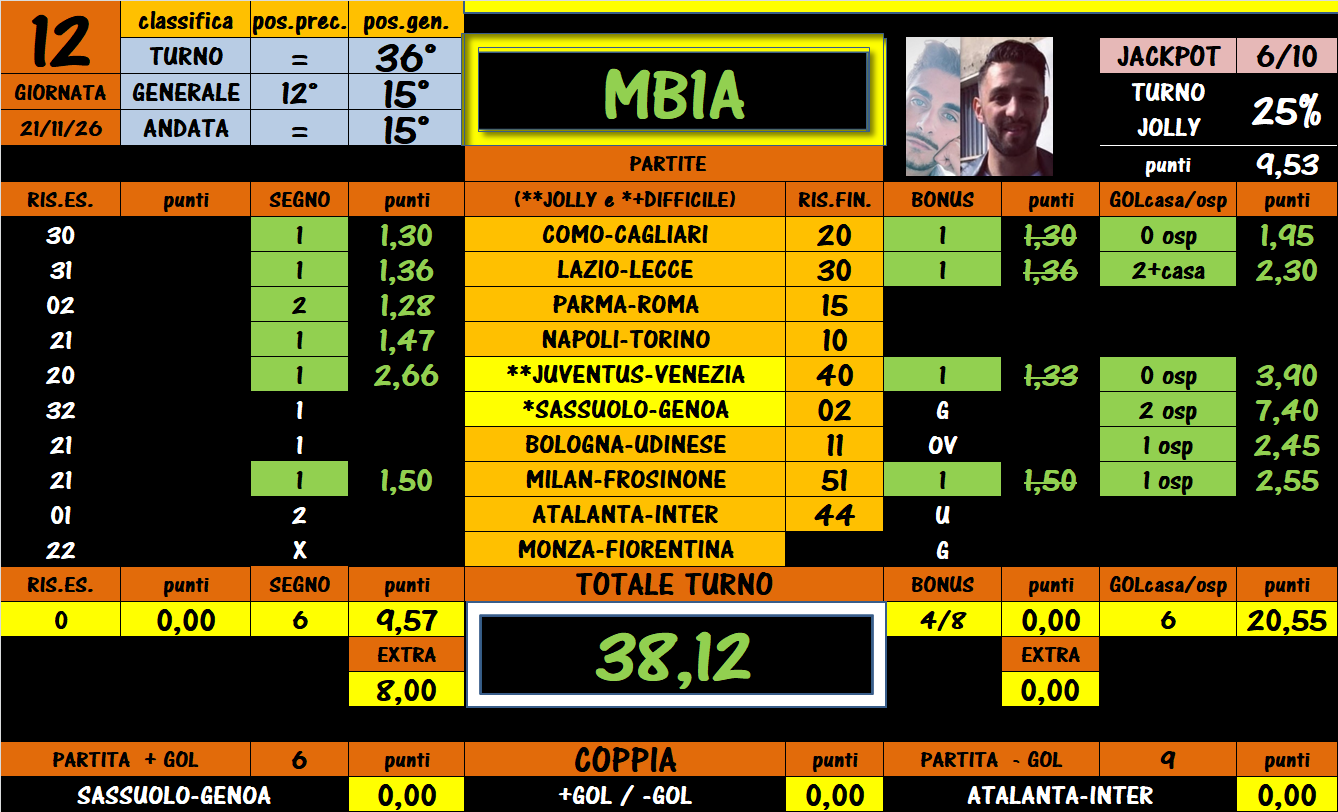 12 classifica pos.prec. pos.gen.
TURNO = 36° JACKPOT 6/10
GIORNATA GENERALE 12° 15° MB1A TURNO JOLLY 25%
21/11/26 ANDATA = 15°
PARTITE punti 9,53
RIS.ES. punti SEGNO punti (**JOLLY e *+DIFFICILE) RIS.FIN. BONUS punti GOLcasa/osp punti
30 1 1,30 COMO-CAGLIARI 20 1 1,30 0 osp 1,95
31 1 1,36 LAZIO-LECCE 30 1 1,36 2+casa 2,30
02 2 1,28 PARMA-ROMA 15
21 1 1,47 NAPOLI-TORINO 10
20 1 2,66 **JUVENTUS-VENEZIA 40 1 1,33 0 osp 3,90
32 1 *SASSUOLO-GENOA 02 G 2 osp 7,40
21 1 BOLOGNA-UDINESE 11 OV 1 osp 2,45
21 1 1,50 MILAN-FROSINONE 51 1 1,50 1 osp 2,55
01 2 ATALANTA-INTER 44 U
22 X MONZA-FIORENTINA G
RIS.ES. punti SEGNO punti TOTALE TURNO BONUS punti GOLcasa/osp punti
0 0,00 6 9,57 38,12 4/8 0,00 6 20,55
EXTRA EXTRA
8,00 0,00
PARTITA + GOL 6 punti COPPIA punti PARTITA - GOL 9 punti
SASSUOLO-GENOA 0,00 +GOL / -GOL 0,00 ATALANTA-INTER 0,00